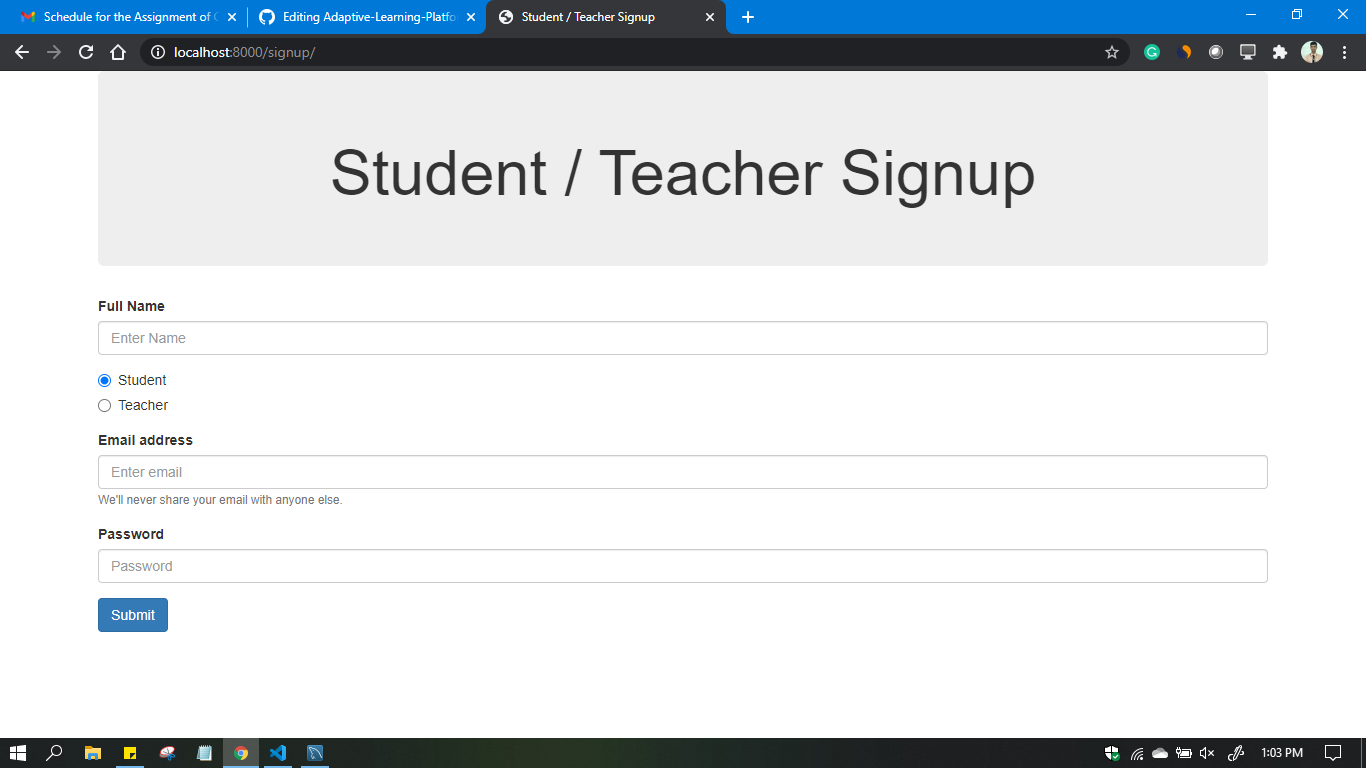 Schedule for the Assignment of
Editing Adaptive-Learning-Platfo
Student / Teacher Signup
localhost:8000/signup/
Student / Teacher Signup
Full Name
Enter Name
Student
Teacher
Email address
Enter email
We'll never share your email with anyone else.
Password
Password
Submit
1:03 PM